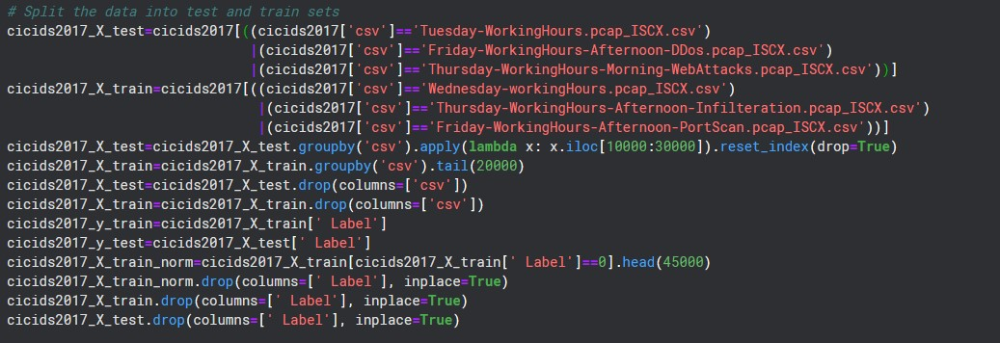 # Split the data into test and train sets
cicids2017_X_test=cicids2017[((cicids2017['csv']=='Tuesday-WorkingHours.pcap_ISCX.csv')
|(cicids2017['csv']=='Friday-WorkingHours-Afternoon-DDos.pcap_ISCX.csv')
|(cicids2017['csv']=='Thursday-WorkingHours-Morning-WebAttacks.pcap_ISCX.csv'))]
cicids2017_X_train=cicids2017[((cicids2017['csv']=='Wednesday-workingHours.pcap_ISCX.csv')
|(cicids2017['csv']=='Thursday-WorkingHours-Afternoon-Infilteration.pcap_ISCX.csv')
|(cicids2017['csv']=='Friday-WorkingHours-Afternoon-PortScan.pcap_ISCX.csv'))]
cicids2017_X_test=cicids2017_X_test.groupby('csv').apply(lambda x: x.iloc[10000:30000]).reset_index(drop=True)
cicids2017_X_train=cicids2017_X_train.groupby('csv').tail(20000)
cicids2017_X_test=cicids2017_X_test.drop(columns=['csv'])
cicids2017_X_train=cicids2017_X_train.drop(columns=['csv'])
cicids2017_y_train=cicids2017_X_train[' Label']
cicids2017_y_test=cicids2017_X_test[' Label']
cicids2017_X_train_norm=cicids2017_X_train[cicids2017_X_train[' Label']==0].head(45000)
cicids2017_X_train_norm.drop(columns=[' Label'], inplace=True)
cicids2017_X_train.drop(columns=[' Label'], inplace=True)
cicids2017_X_test.drop(columns=[' Label'], inplace=True)